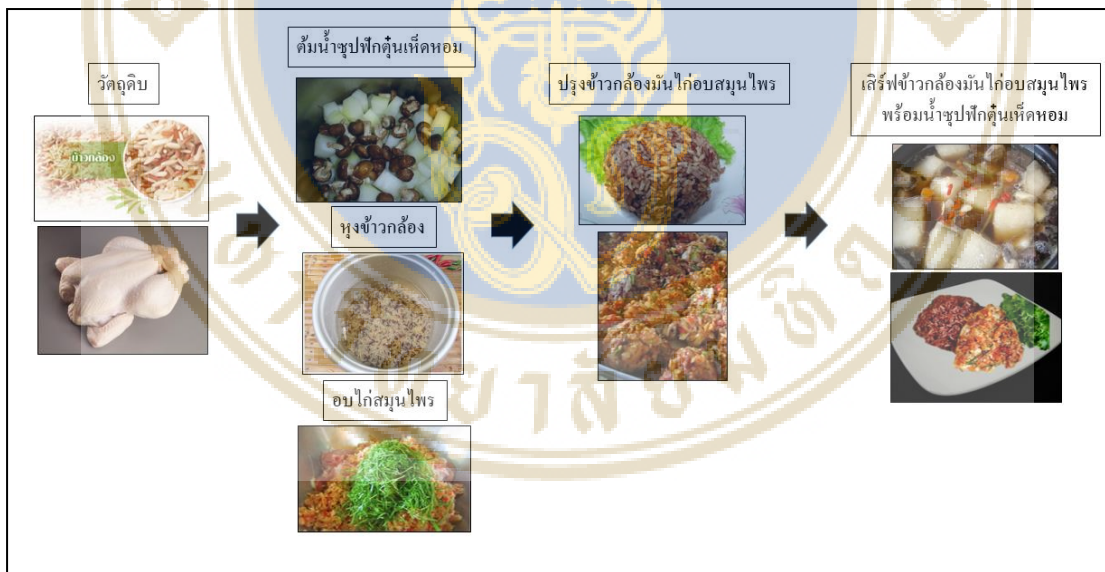 วัตถุดิบ
ข้าวกล้อง
ต้มน้ำซุปฟักตุ๋นเห็ดหอม
หุงข้าวกล้อง
อบไก่สมุนไพร
ปรุงข้าวกล้องมันไก่อบสมุนไพร
เสิร์ฟข้าวกล้องมันไก่อบสมุนไพร
พร้อมน้ำซุปฟักตุ๋นเห็ดหอม